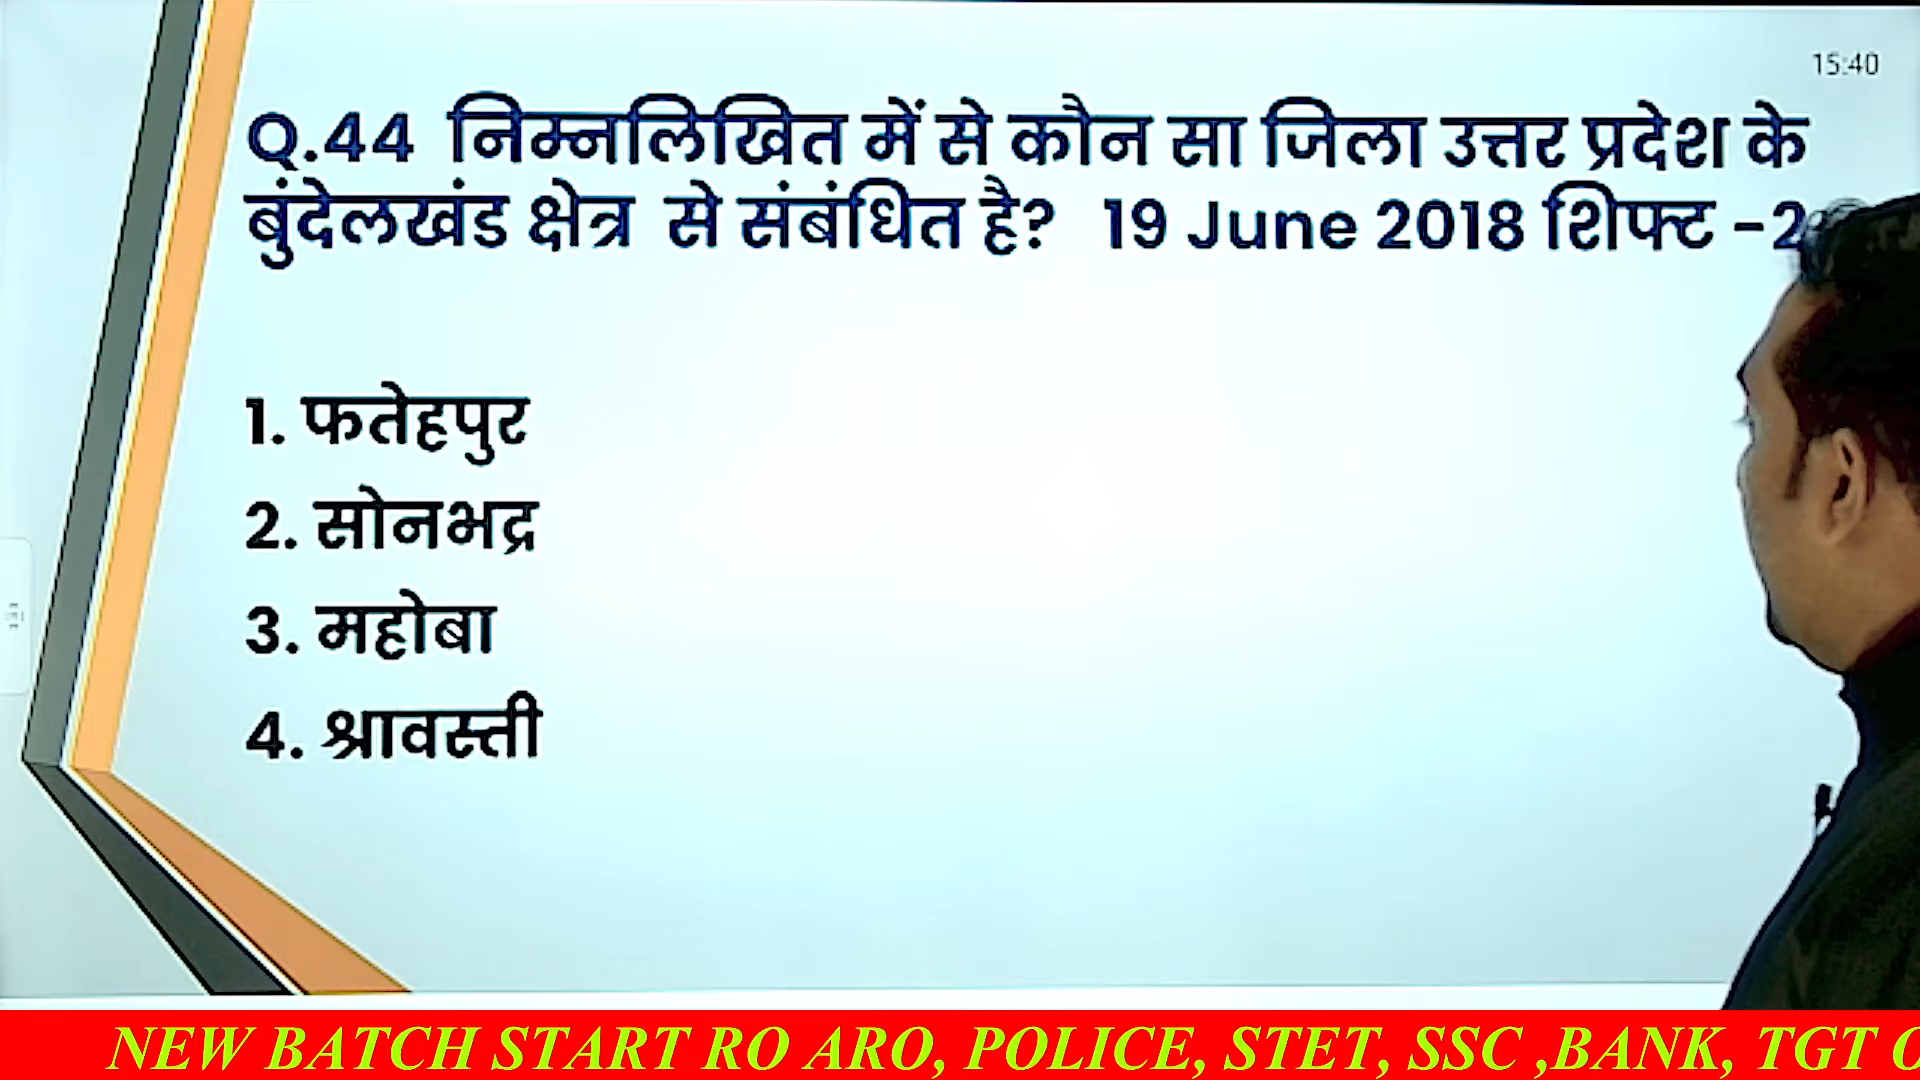 15:40
Q.44 निम्नलिखित में से कौन सा जिला उत्तर प्रदेश के
बुंदेलखंड क्षेत्र से संबंधित है? 19 June 2018 शिफ्ट -2
1. फतेहपुर
2. सोनभद्र
3. महोबा
4. श्रावस्ती
NEW BATCH START RO ARO, POLICE, STET, SSC ,BANK, TGT